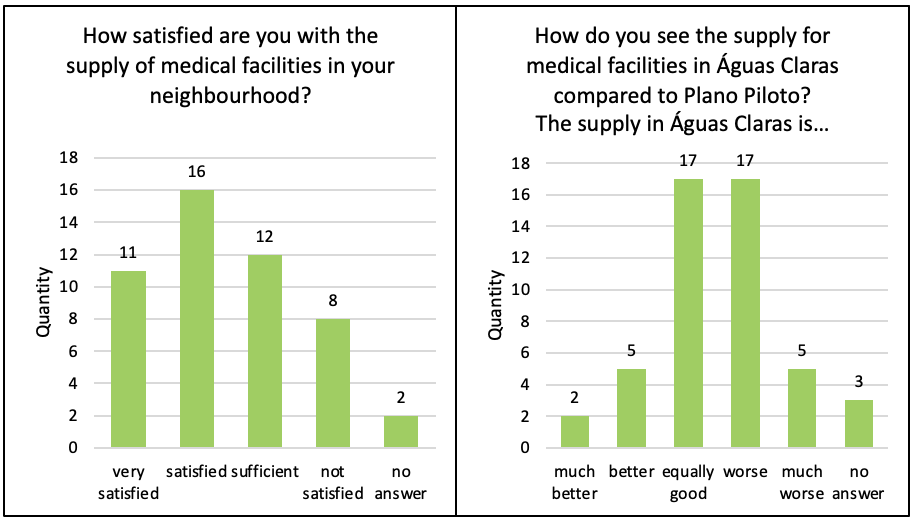 How satisfied are you with the
supply of medical facilities in your
neighbourhood?
18
16
14
12
10
8
6
4
2
0
Quantity
11
16
12
8
2
very satisfied
satisfied
sufficient
not satisfied
no answer
How do you see the supply for
medical facilities in Águas Claras
compared to Plano Piloto?
The supply in Águas Claras is...
18
16
14
12
10
8
6
4
2
0
Quantity
2
5
17
17
5
3
much better
better
equally good
worse
much worse
no answer